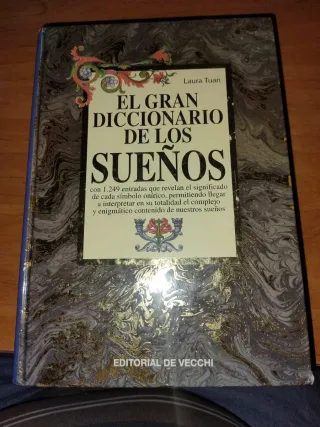 Laura Tuan
EL GRAN
DICCIONARIO
DE LOS
SUEÑOS
con 1.249 entradas que revelan el significado
de cada símbolo onírico, permitiendo llegar
a interpretar en su totalidad el complejo
y enigmático contenido de nuestros sueños
EDITORIAL DE VECCHI